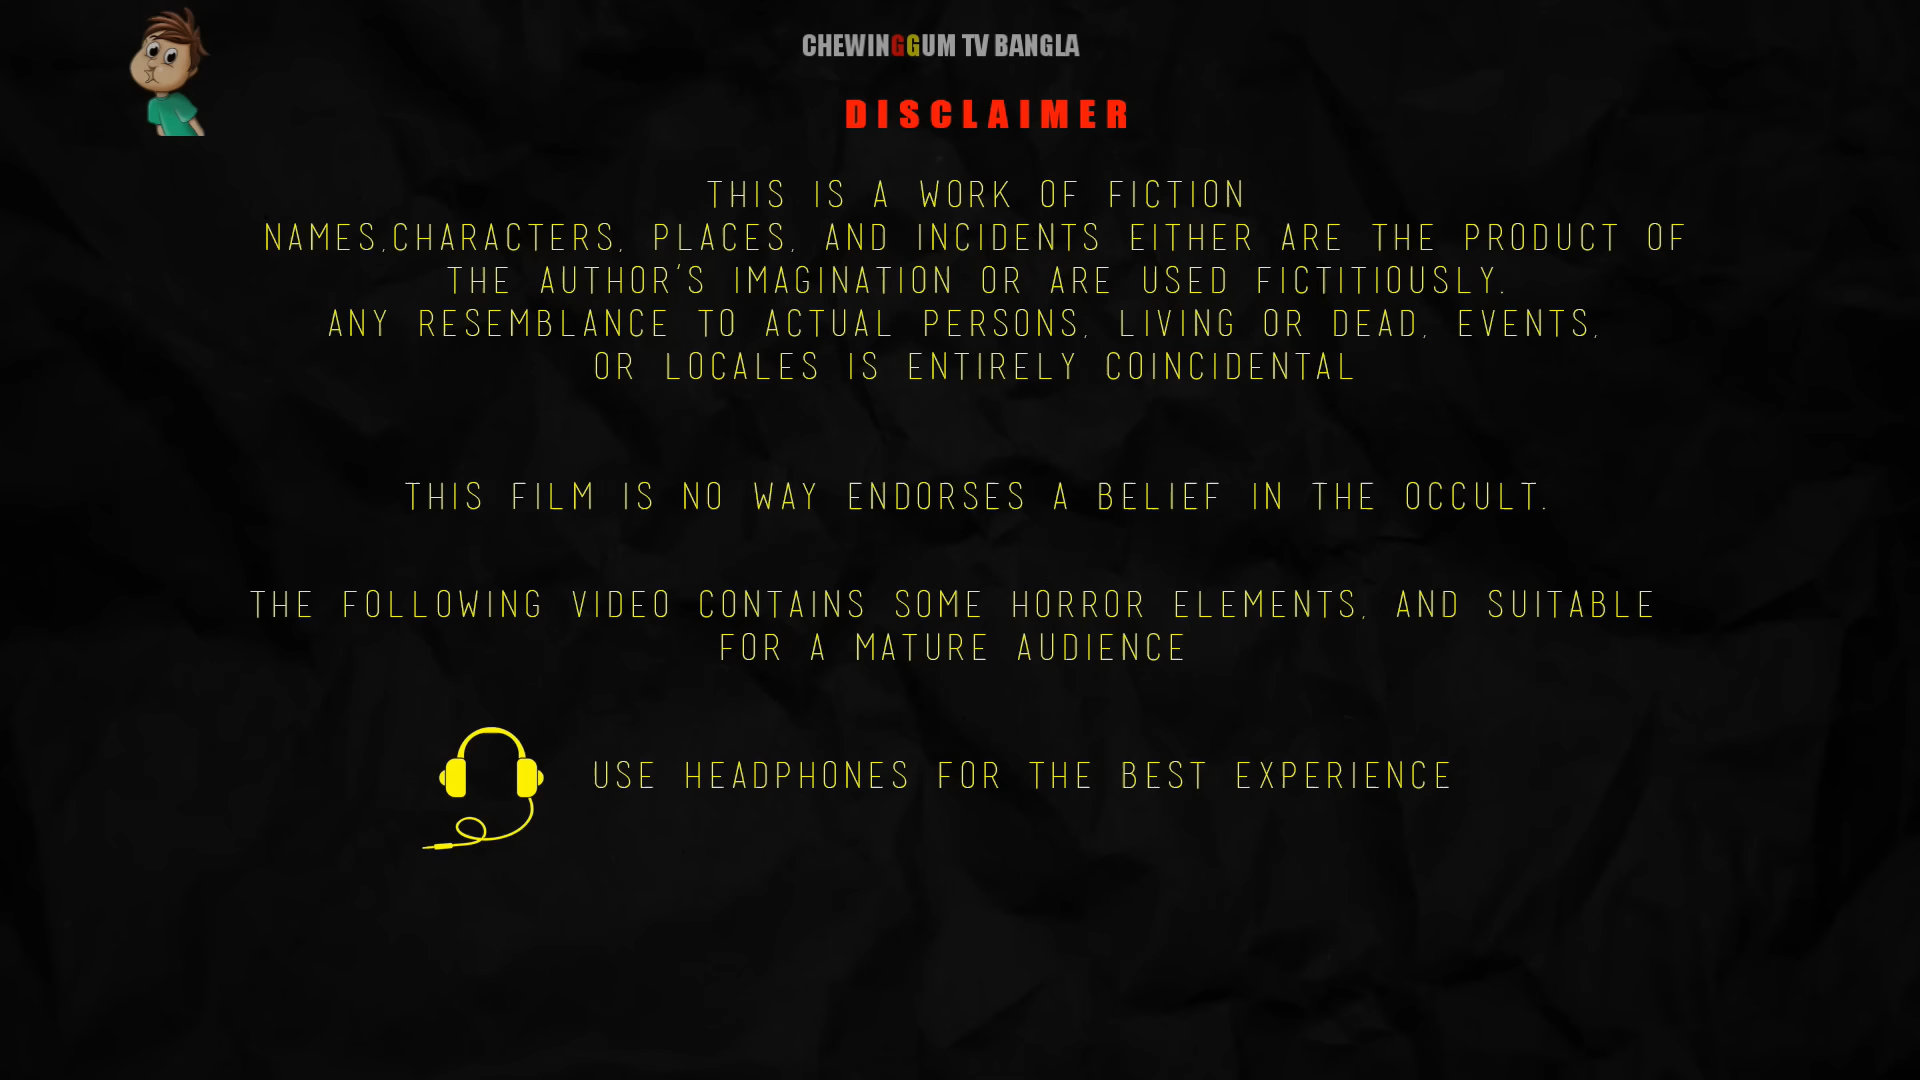 CHEWINGGUM TV BANGLA
DISCLAIMER
THIS IS A WORK OF FICTION
NAMES,CHARACTERS, PLACES, AND INCIDENTS EITHER ARE THE PRODUCT OF
THE AUTHOR'S IMAGINATION OR ARE USED FICTITIOUSLY.
ANY RESEMBLANCE TO ACTUAL PERSONS, LIVING OR DEAD, EVENTS,
OR LOCALES IS ENTIRELY COINCIDENTAL
THIS FILM IS NO WAY ENDORSES A BELIEF IN THE OCCULT.
THE FOLLOWING VIDEO CONTAINS SOME HORROR ELEMENTS, AND SUITABLE
FOR A MATURE AUDIENCE
USE HEADPHONES FOR THE BEST EXPERIENCE